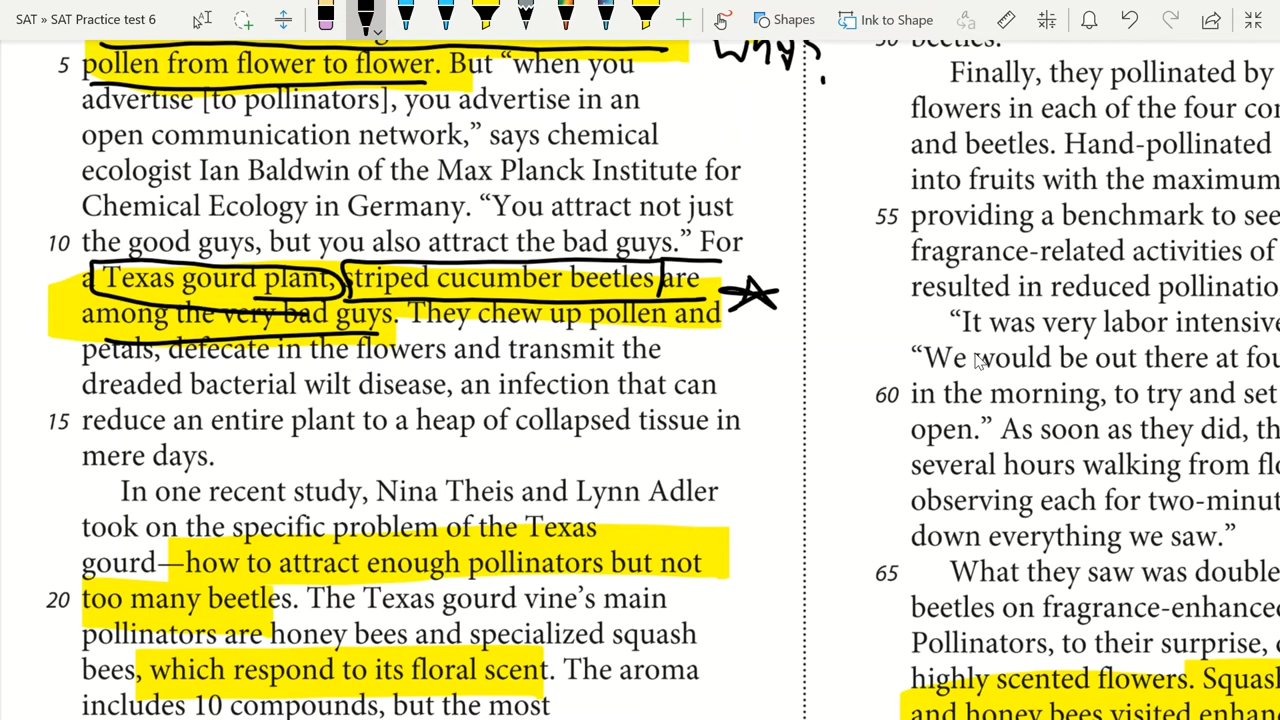 SAT » SAT Practice test 6
Shapes
Ink to Shape
Why?
5 pollen from flower to flower. But “when you
advertise [to pollinators], you advertise in an
open communication network,” says chemical
ecologist Ian Baldwin of the Max Planck Institute for
Chemical Ecology in Germany. “You attract not just
10 the good guys, but you also attract the bad guys.” For
a Texas gourd plant, striped cucumber beetles are
among the very bad guys. They chew up pollen and
petals, defecate in the flowers and transmit the
dreaded bacterial wilt disease, an infection that can
15 reduce an entire plant to a heap of collapsed tissue in
mere days.
In one recent study, Nina Theis and Lynn Adler
took on the specific problem of the Texas
gourd—how to attract enough pollinators but not
20 too many beetles. The Texas gourd vine’s main
pollinators are honey bees and specialized squash
bees, which respond to its floral scent. The aroma
includes 10 compounds, but the most
50 beetles.
Finally, they pollinated by
flowers in each of the four
and beetles. Hand-pollinated
into fruits with the maximum
55 providing a benchmark to see
fragrance-related activities of
resulted in reduced
“It was very labor
“We would be out there at
60 in the morning, to try and set
open.” As soon as they did,
several hours walking from
observing each for
down everything we saw.”
65 What they saw was double
beetles on
Pollinators, to their surprise,
highly scented flowers.
and honey bees visited